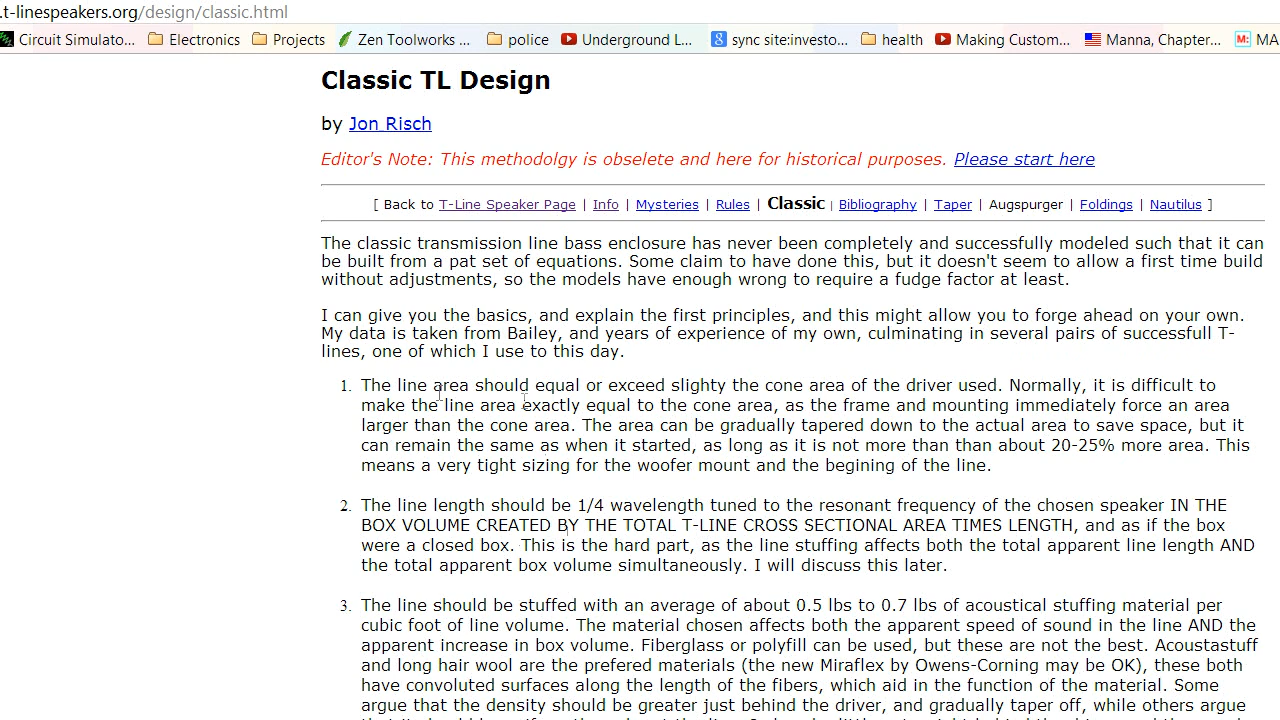 .t-linespeakers.org/design/classic.html
Circuit Simulato... Electronics Projects Zen Toolworks ... police Underground L... sync site:investo... health Making Custom... Manna, Chapter... M: MA
Classic TL Design
by Jon Risch
Editor's Note: This methodolgy is obselete and here for historical purposes. Please start here
[ Back to T-Line Speaker Page | Info | Mysteries | Rules | Classic | Bibliography | Taper | Augspurger | Foldings | Nautilus ]
The classic transmission line bass enclosure has never been completely and successfully modeled such that it can
be built from a pat set of equations. Some claim to have done this, but it doesn't seem to allow a first time build
without adjustments, so the models have enough wrong to require a fudge factor at least.
I can give you the basics, and explain the first principles, and this might allow you to forge ahead on your own.
My data is taken from Bailey, and years of experience of my own, culminating in several pairs of successfull T-
lines, one of which I use to this day.
1. The line area should equal or exceed slighty the cone area of the driver used. Normally, it is difficult to
make the line area exactly equal to the cone area, as the frame and mounting immediately force an area
larger than the cone area. The area can be gradually tapered down to the actual area to save space, but it
can remain the same as when it started, as long as it is not more than than about 20-25% more area. This
means a very tight sizing for the woofer mount and the begining of the line.
2. The line length should be 1/4 wavelength tuned to the resonant frequency of the chosen speaker IN THE
BOX VOLUME CREATED BY THE TOTAL T-LINE CROSS SECTIONAL AREA TIMES LENGTH, and as if the box
were a closed box. This is the hard part, as the line stuffing affects both the total apparent line length AND
the total apparent box volume simultaneously. I will discuss this later.
3. The line should be stuffed with an average of about 0.5 lbs to 0.7 lbs of acoustical stuffing material per
cubic foot of line volume. The material chosen affects both the apparent speed of sound in the line AND the
apparent increase in box volume. Fiberglass or polyfill can be used, but these are not the best. Acoustastuff
and long hair wool are the prefered materials (the new Miraflex by Owens-Corning may be OK), these both
have convoluted surfaces along the length of the fibers, which aid in the function of the material. Some
argue that the density should be greater just behind the driver, and gradually taper off, while others argue